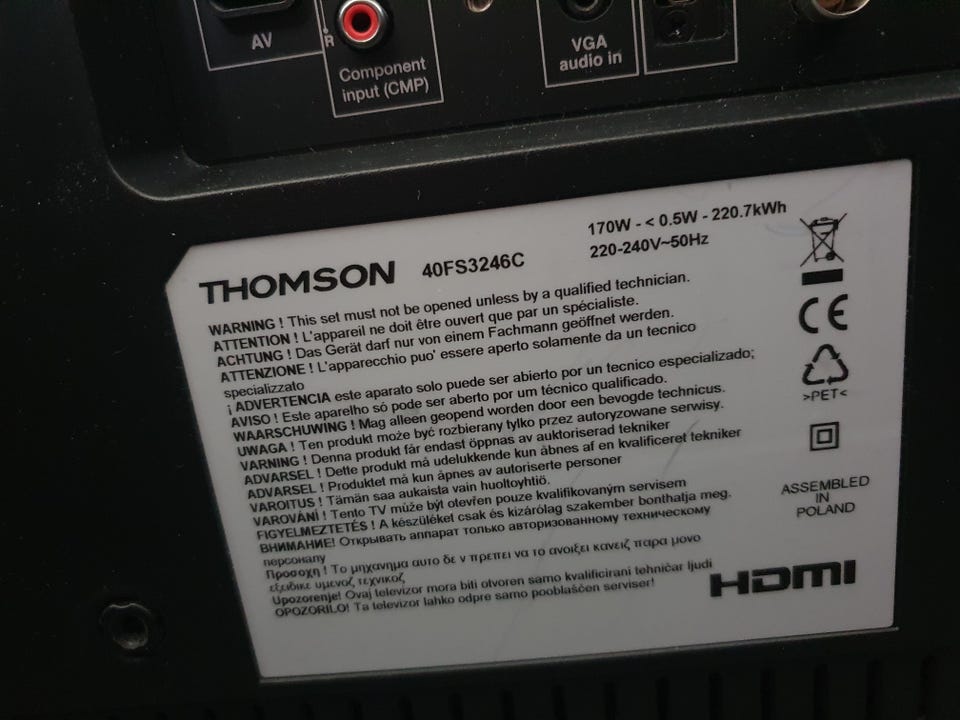 AV
R
Component
input (CMP)
VGA
audio in
THOMSON 40FS3246C
170W - < 0.5W - 220.7kWh
220-240V~50Hz
WARNING ! This set must not be opened unless by a qualified technician.
ATTENTION ! L'appareil ne doit être ouvert que par un spécialiste.
ACHTUNG ! Das Gerät darf nur von einem Fachmann geöffnet werden.
ATTENZIONE ! L'apparecchio puo' essere aperto solamente da un tecnico
specializzato
¡ ADVERTENCIA este aparato solo puede ser abierto por un tecnico especializado;
AVISO ! Este aparelho só pode ser aberto por um técnico qualificado.
WAARSCHUWING ! Mag alleen geopend worden door een bevogde technicus.
UWAGA ! Ten produkt może być rozbierany tylko przez autoryzowane serwisy.
VARNING ! Denna produkt får endast öppnas av auktoriserad tekniker
ADVARSEL ! Dette produkt må udelukkende kun åbnes af en kvalificeret tekniker
ADVARSEL ! Produktet må kun åpnes av autoriserte personer
VAROITUS ! Tämän saa aukaista vain huoltoyhtiö.
VAROVÁNÍ ! Tento TV může být otevřen pouze kvalifikovaným servisem
FIGYELMEZTETÉS ! A készüléket csak és kizárólag szakember bonthatja meg.
ВНИМАНИЕ! Открывать аппарат только авторизованному техническому
персоналу
Προσοχη ! Το μηχανημα αυτο δε ν πρεπει να το ανοιξει κανειζ παρα μονο
εξειδικε υμενοζ τεχνικοζ
Upozorenje! Ovaj televizor mora biti otvoren samo kvalificirani tehničar ljudi
OPOZORILO! Ta televizor lahko odpre samo pooblaščen serviser!
CE
>PET<
ASSEMBLED
IN
POLAND
HDMI